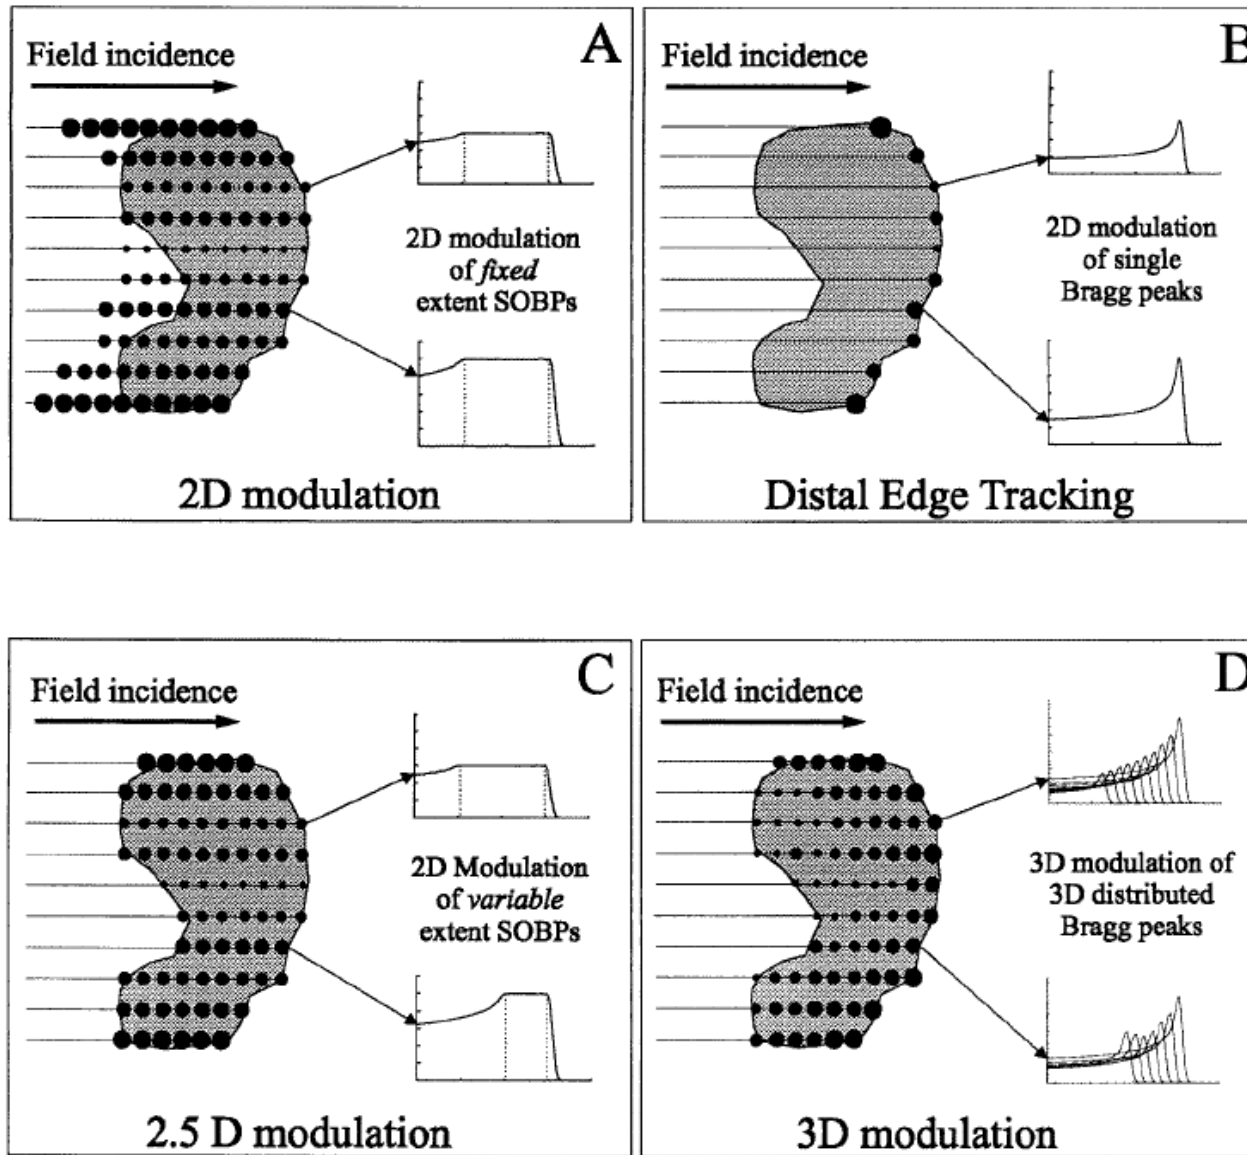 A
Field incidence
2D modulation
of fixed
extent SOBPs
2D modulation
B
Field incidence
2D modulation
of single
Bragg peaks
Distal Edge Tracking
C
Field incidence
2D Modulation
of variable
extent SOBPs
2.5 D modulation
D
Field incidence
3D modulation of
3D distributed
Bragg peaks
3D modulation